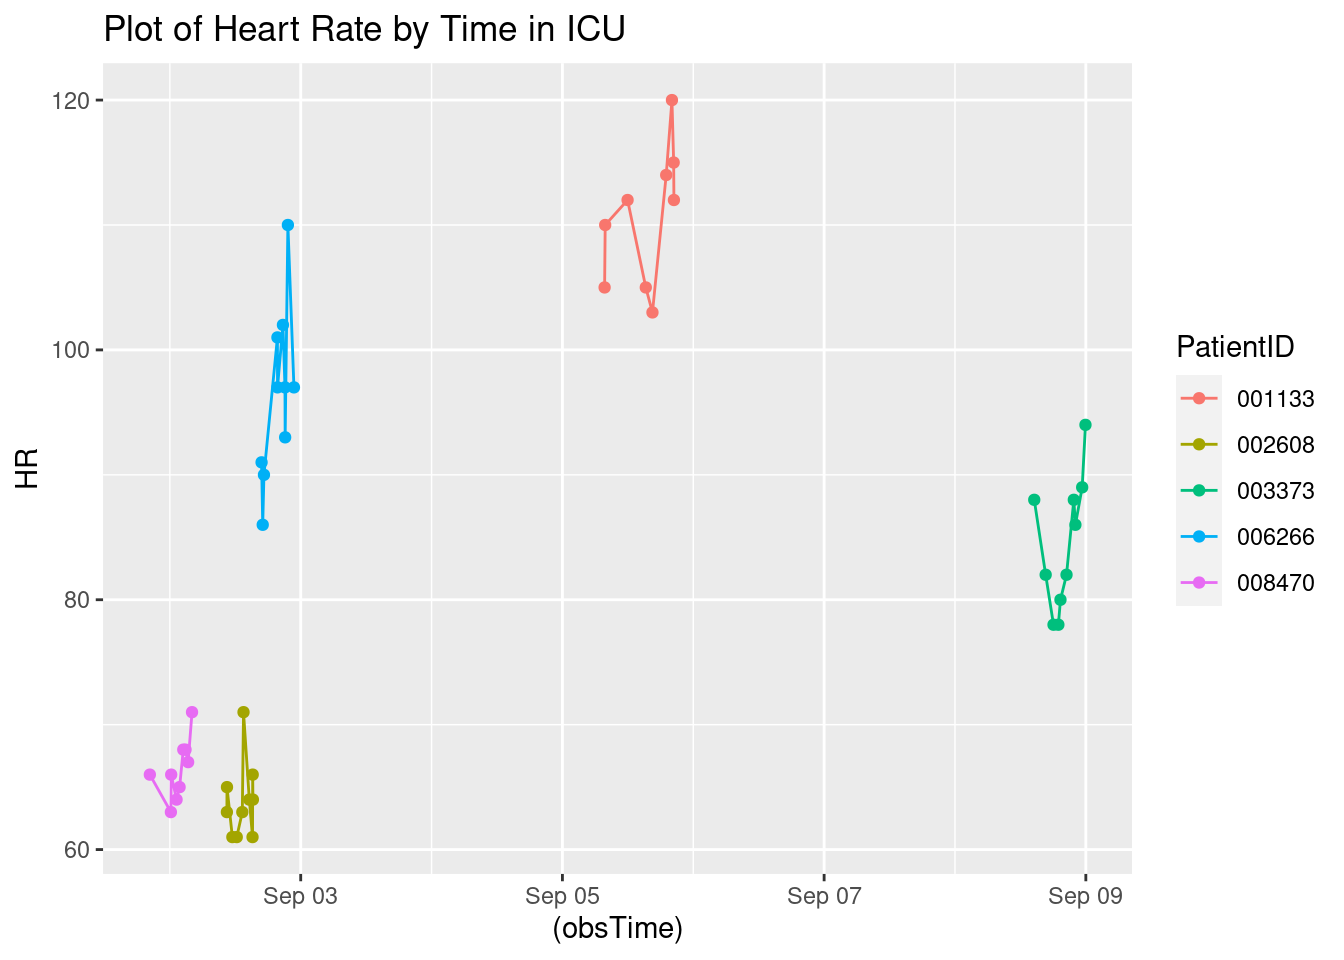 Plot of Heart Rate by Time in ICU
120
100
80
60
HR
Sep 03
Sep 05
Sep 07
Sep 09
(obsTime)
PatientID
001133
002608
003373
006266
008470